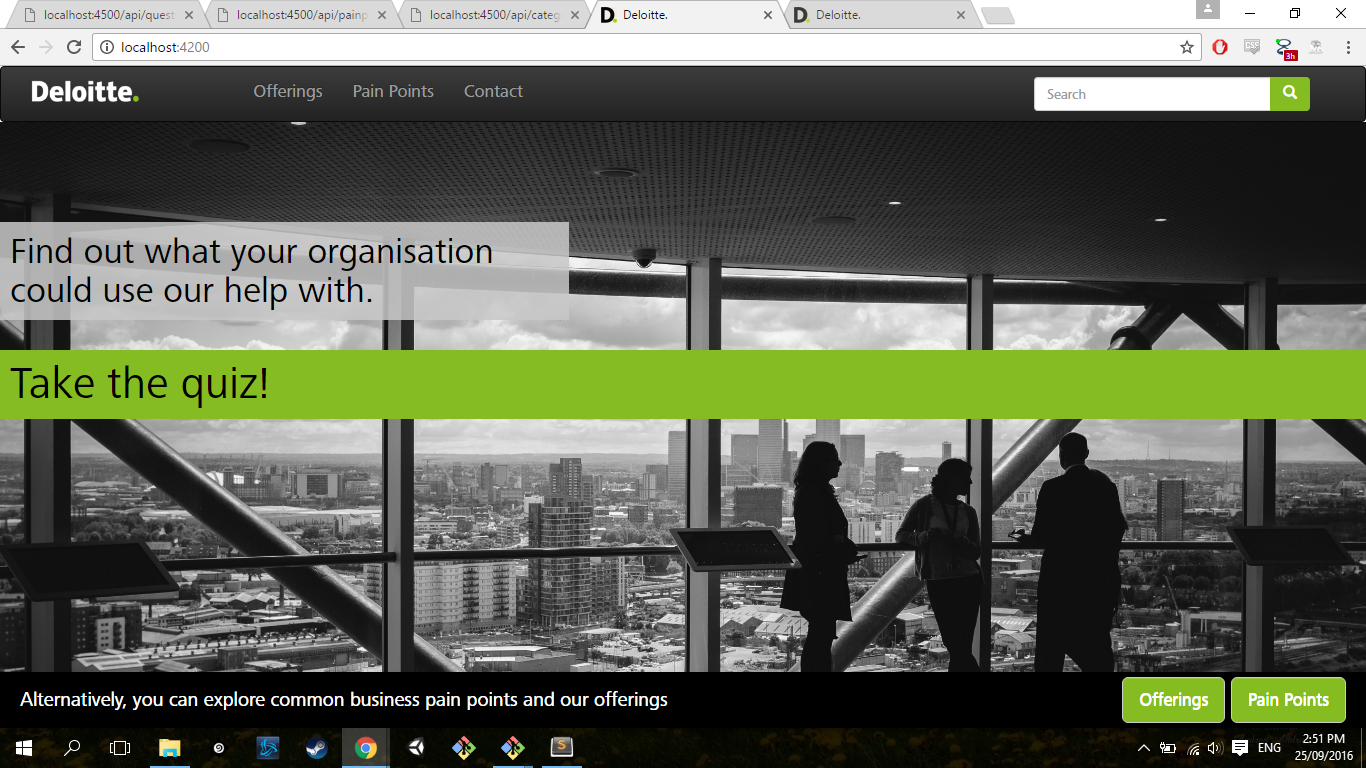 localhost:4500/api/quest
localhost:4500/api/painp
localhost:4500/api/categ
D. Deloitte.
D. Deloitte.
localhost:4200
CSF
3h
Deloitte.
Offerings
Pain Points
Contact
Search
Find out what your organisation
could use our help with.
Take the quiz!
Alternatively, you can explore common business pain points and our offerings
Offerings
Pain Points
S
ENG
2:51 PM
25/09/2016